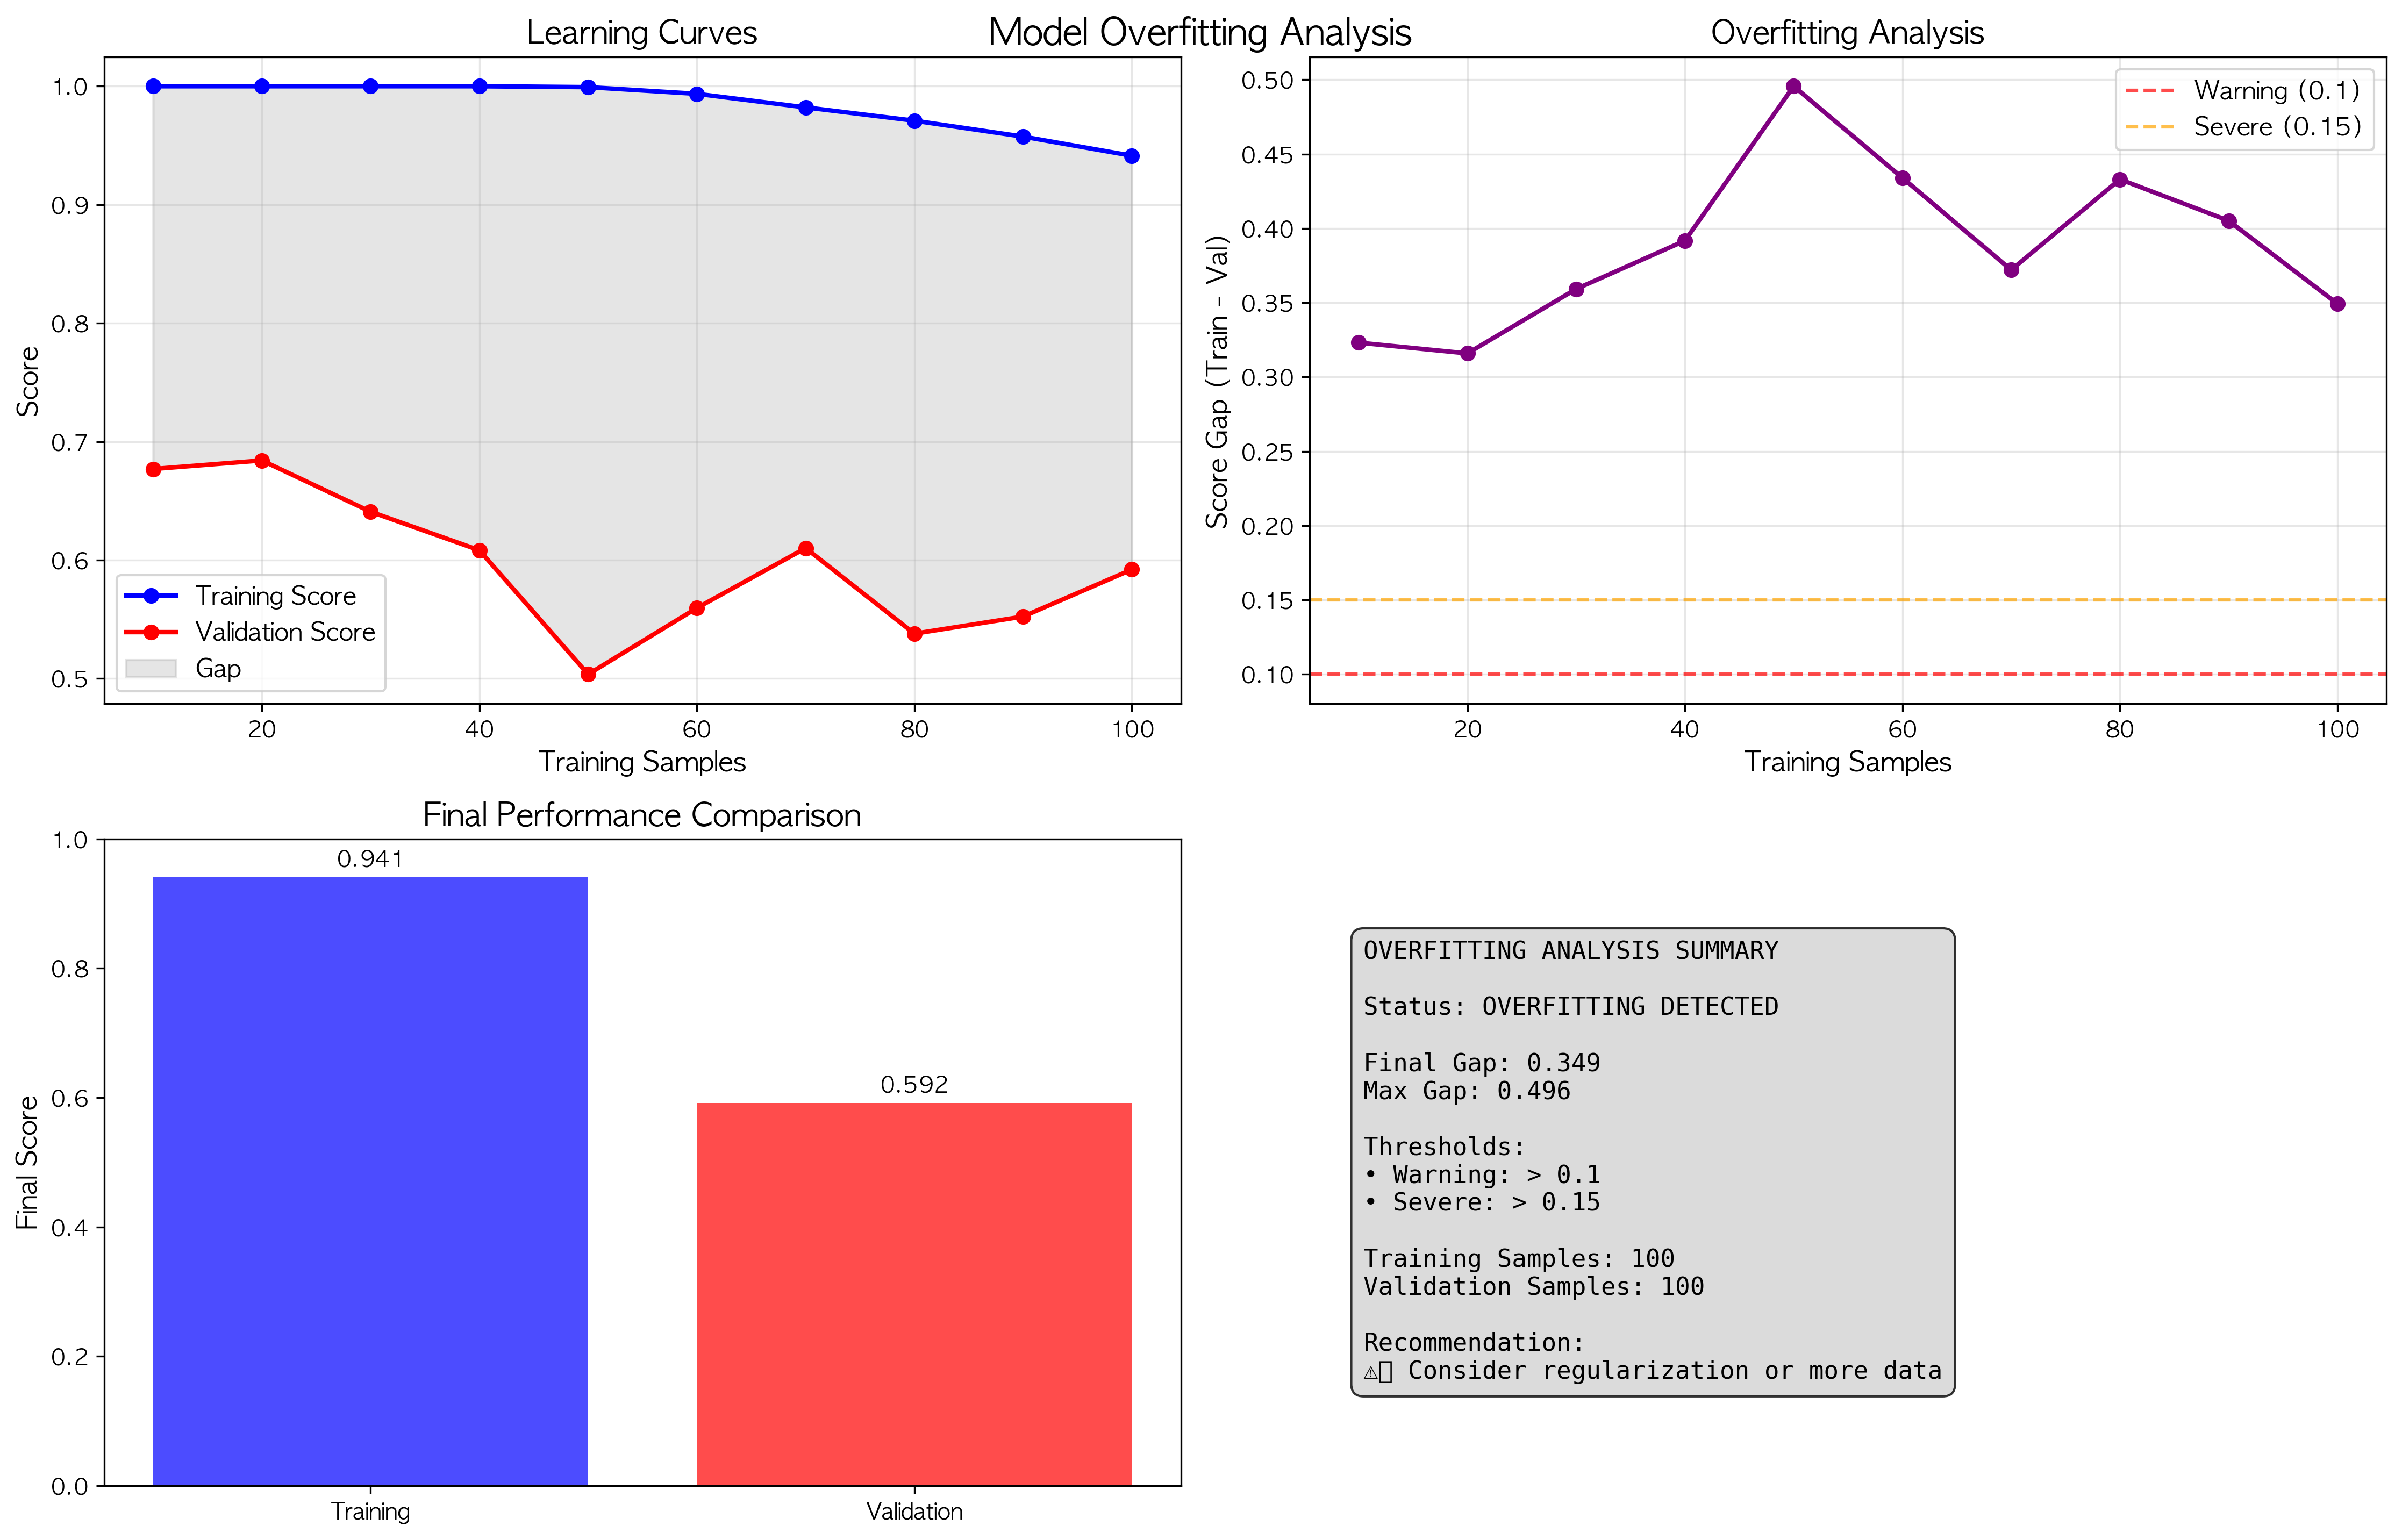 Model Overfitting Analysis
Learning Curves
Score
1.0
0.9
0.8
0.7
0.6
0.5
Training Score
Validation Score
Gap
20 40 60 80 100
Training Samples
Overfitting Analysis
Score Gap (Train - Val)
0.50
0.45
0.40
0.35
0.30
0.25
0.20
0.15
0.10
Warning (0.1)
Severe (0.15)
20 40 60 80 100
Training Samples
Final Performance Comparison
Final Score
1.0
0.8
0.6
0.4
0.2
0.0
0.941
0.592
Training Validation
OVERFITTING ANALYSIS SUMMARY
Status: OVERFITTING DETECTED
Final Gap: 0.349
Max Gap: 0.496
Thresholds:
• Warning: > 0.1
• Severe: > 0.15
Training Samples: 100
Validation Samples: 100
Recommendation:
⚠ Consider regularization or more data